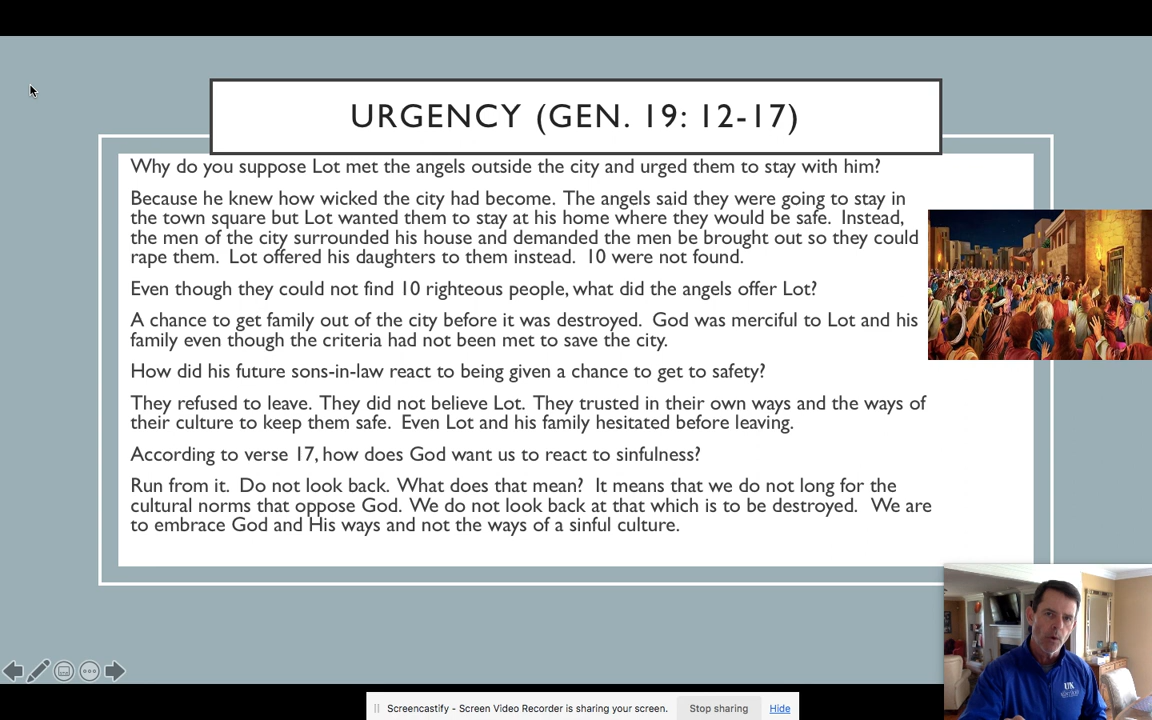 URGENCY (GEN. 19: 12-17)
Why do you suppose Lot met the angels outside the city and urged them to stay with him?
Because he knew how wicked the city had become. The angels said they were going to stay in
the town square but Lot wanted them to stay at his home where they would be safe. Instead,
the men of the city surrounded his house and demanded the men be brought out so they could
rape them. Lot offered his daughters to them instead. 10 were not found.
Even though they could not find 10 righteous people, what did the angels offer Lot?
A chance to get family out of the city before it was destroyed. God was merciful to Lot and his
family even though the criteria had not been met to save the city.
How did his future sons-in-law react to being given a chance to get to safety?
They refused to leave. They did not believe Lot. They trusted in their own ways and the ways of
their culture to keep them safe. Even Lot and his family hesitated before leaving.
According to verse 17, how does God want us to react to sinfulness?
Run from it. Do not look back. What does that mean? It means that we do not long for the
cultural norms that oppose God. We do not look back at that which is to be destroyed. We are
to embrace God and His ways and not the ways of a sinful culture.
UK
Screencastify - Screen Video Recorder is sharing your screen.
Stop sharing
Hide